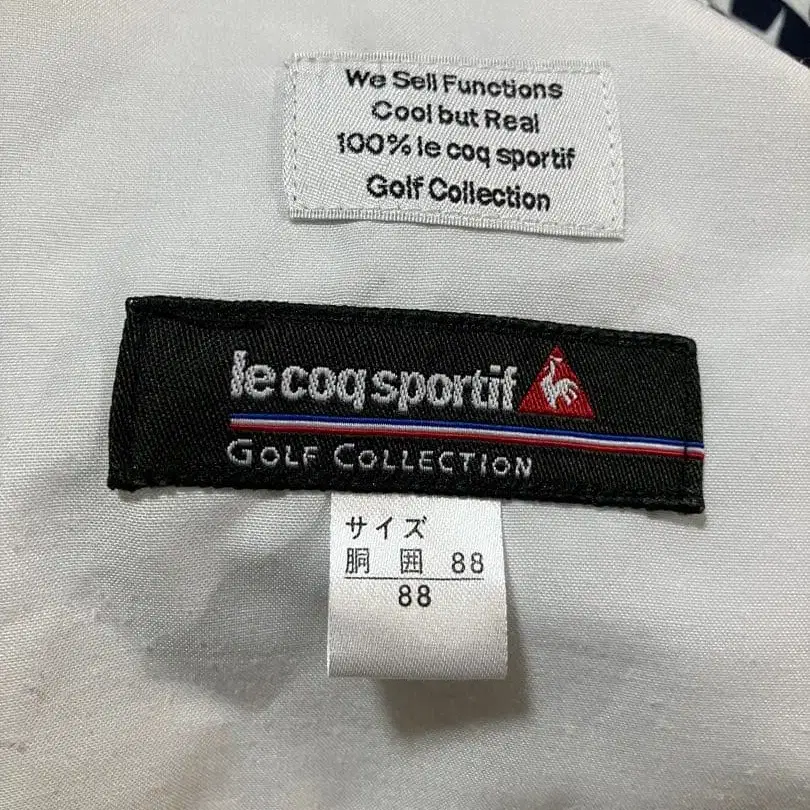 We Sell Functions
Cool but Real
100% le coq sportif
Golf Collection
le coq sportif
GOLF COLLECTION
サイズ
胴 囲 88
88